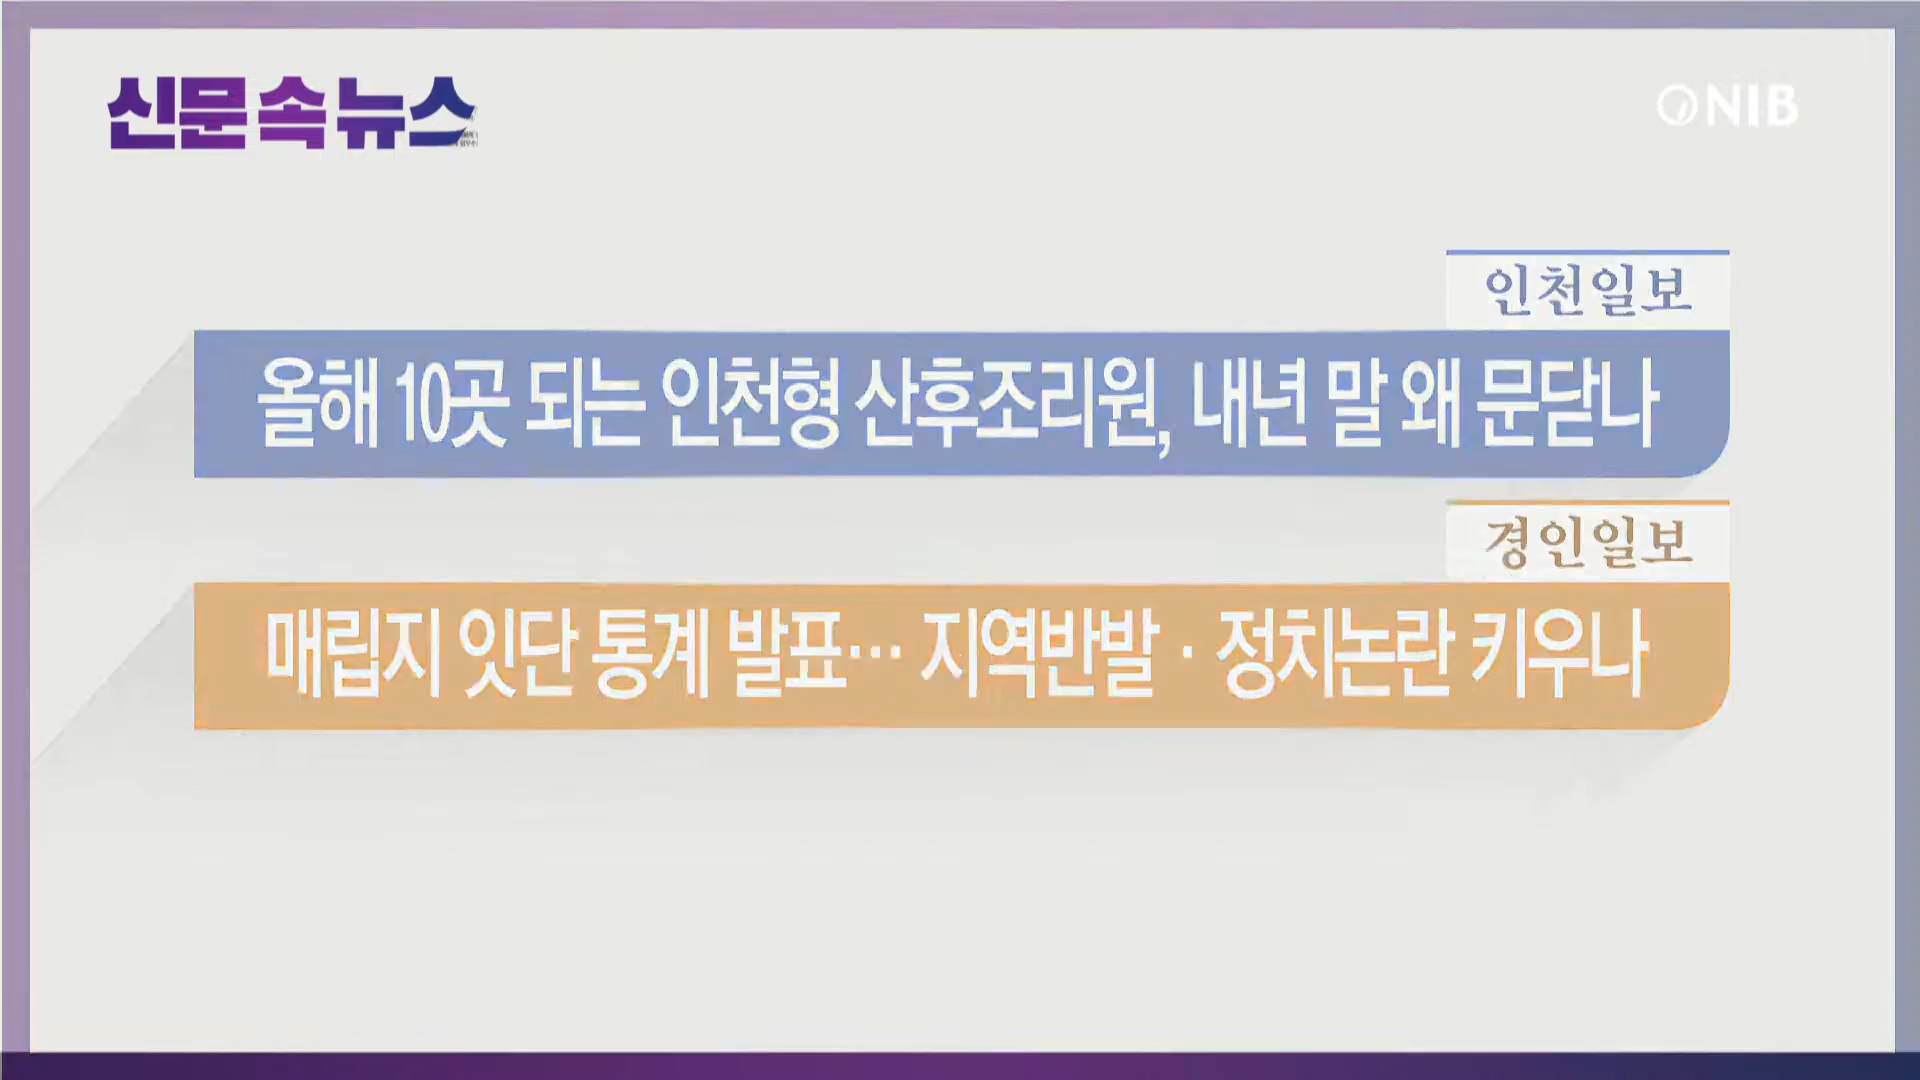 신문 속 뉴스
NIB
인천일보
올해 10곳 되는 인천형 산후조리원, 내년 말 왜 문닫나
경인일보
매립지 잇단 통계 발표… 지역반발 · 정치논란 키우나